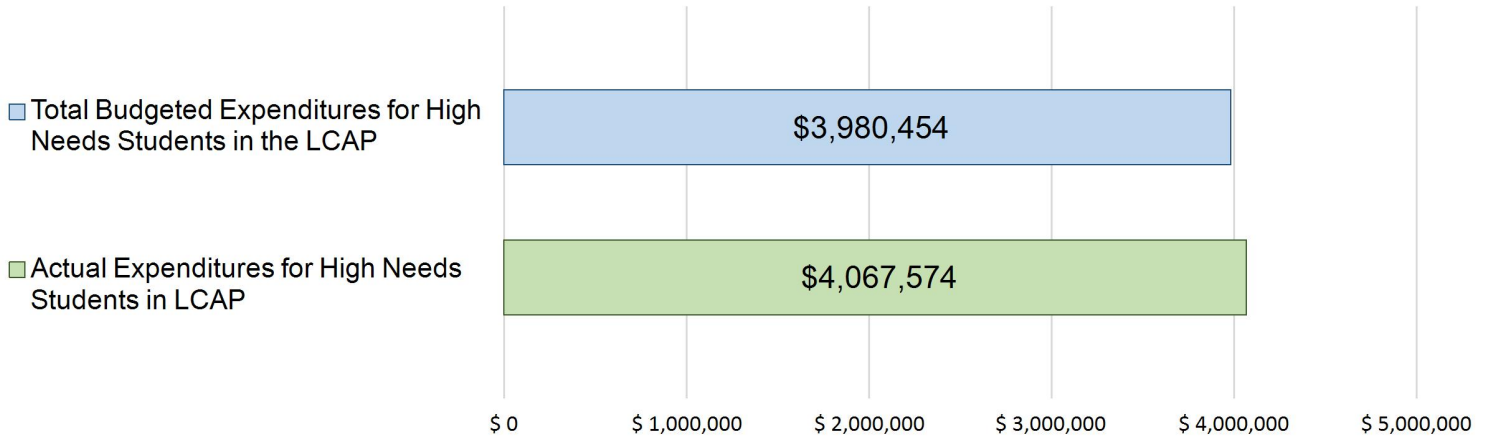 Total Budgeted Expenditures for High
Needs Students in the LCAP
$3,980,454
Actual Expenditures for High Needs
Students in LCAP
$4,067,574
$ 0
$ 1,000,000
$ 2,000,000
$ 3,000,000
$ 4,000,000
$ 5,000,000